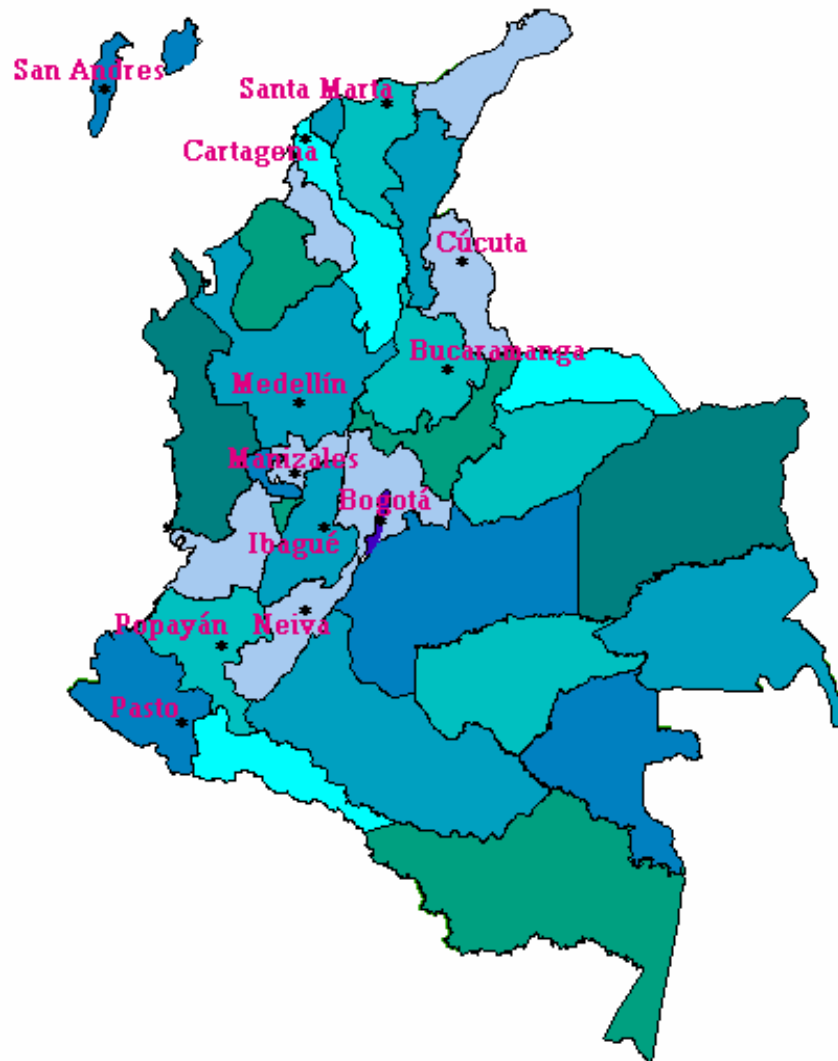 San Andres
Santa Marta
Cartagena
Cúcuta
Bucaramanga
Medellín
Manizales
Bogotá
Ibagué
Popayán
Neiva
Pasto